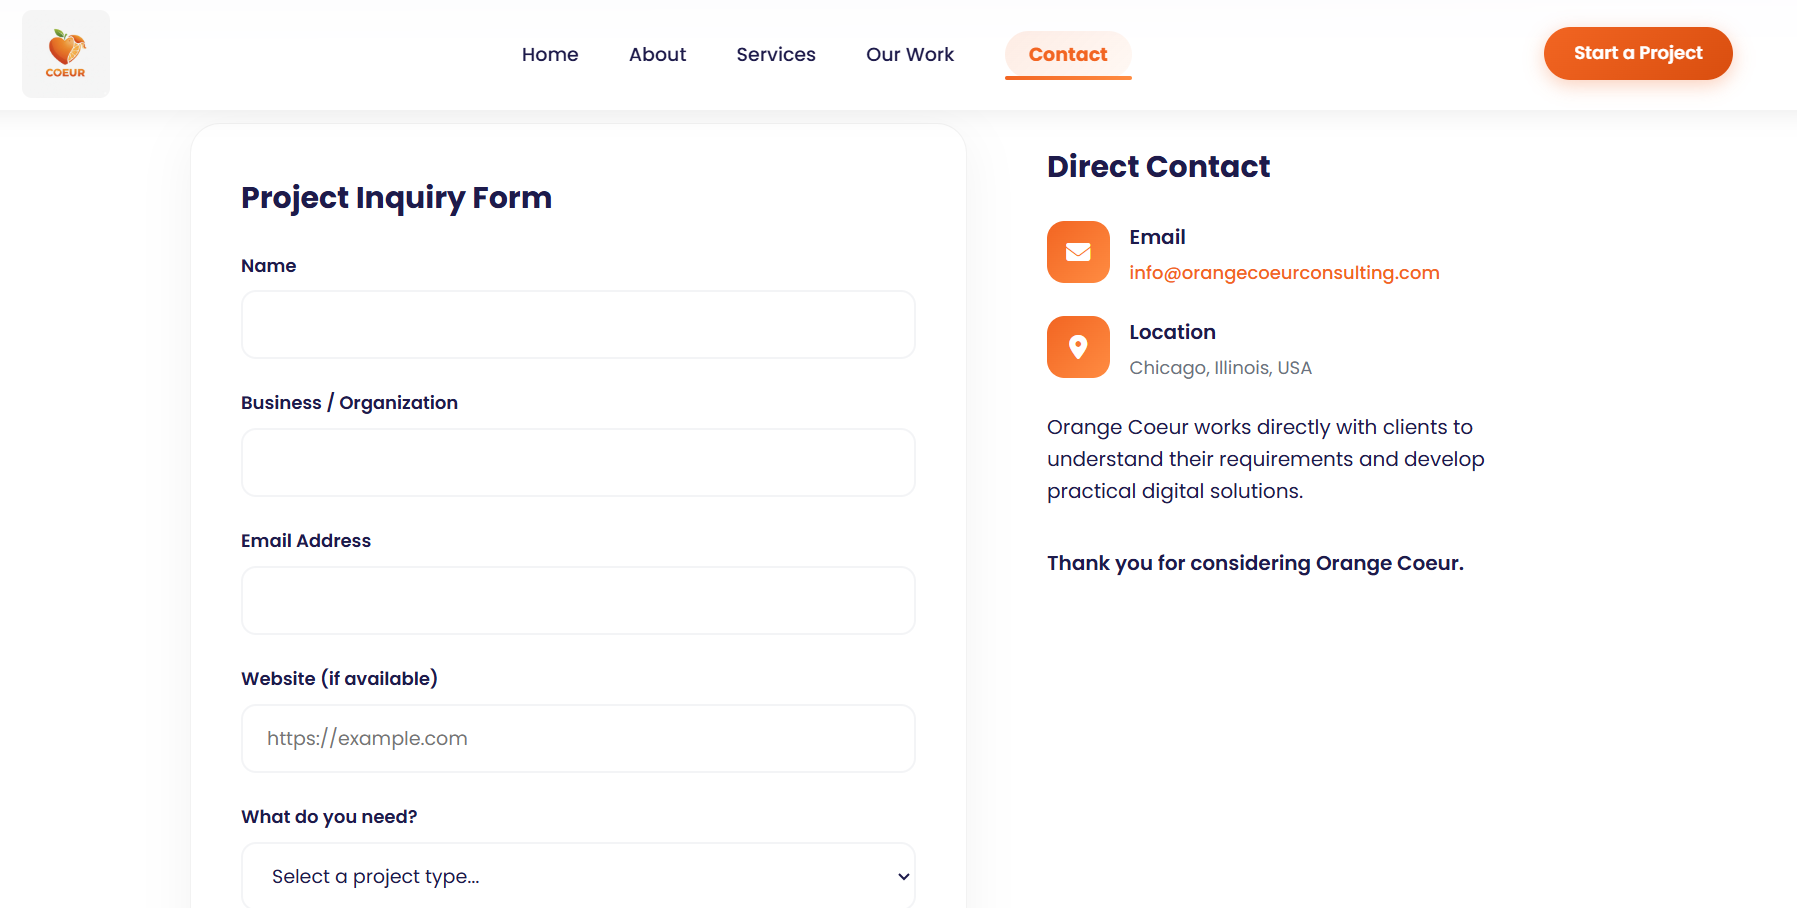 COEUR
Home
About
Services
Our Work
Contact
Start a Project
Project Inquiry Form
Name
Business / Organization
Email Address
Website (if available)
https://example.com
What do you need?
Select a project type...
Direct Contact
Email
info@orangecoeurconsulting.com
Location
Chicago, Illinois, USA
Orange Coeur works directly with clients to
understand their requirements and develop
practical digital solutions.
Thank you for considering Orange Coeur.